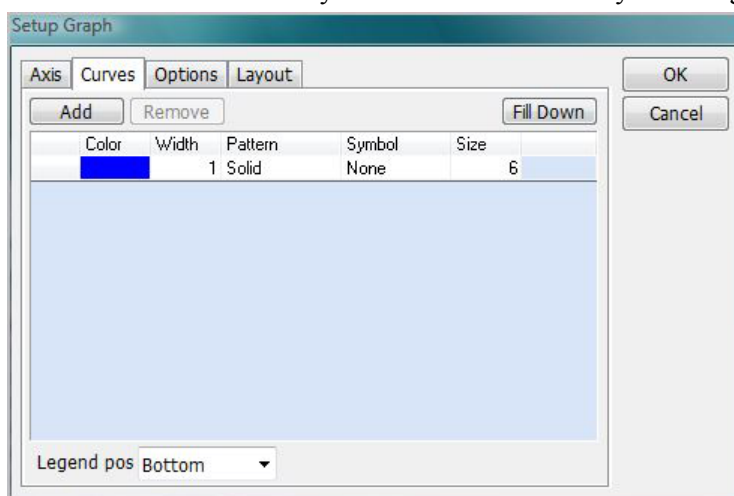 Setup Graph
Axis Curves Options Layout OK
Add Remove Fill Down Cancel
Color Width Pattern Symbol Size
1 Solid None 6
Legend pos Bottom